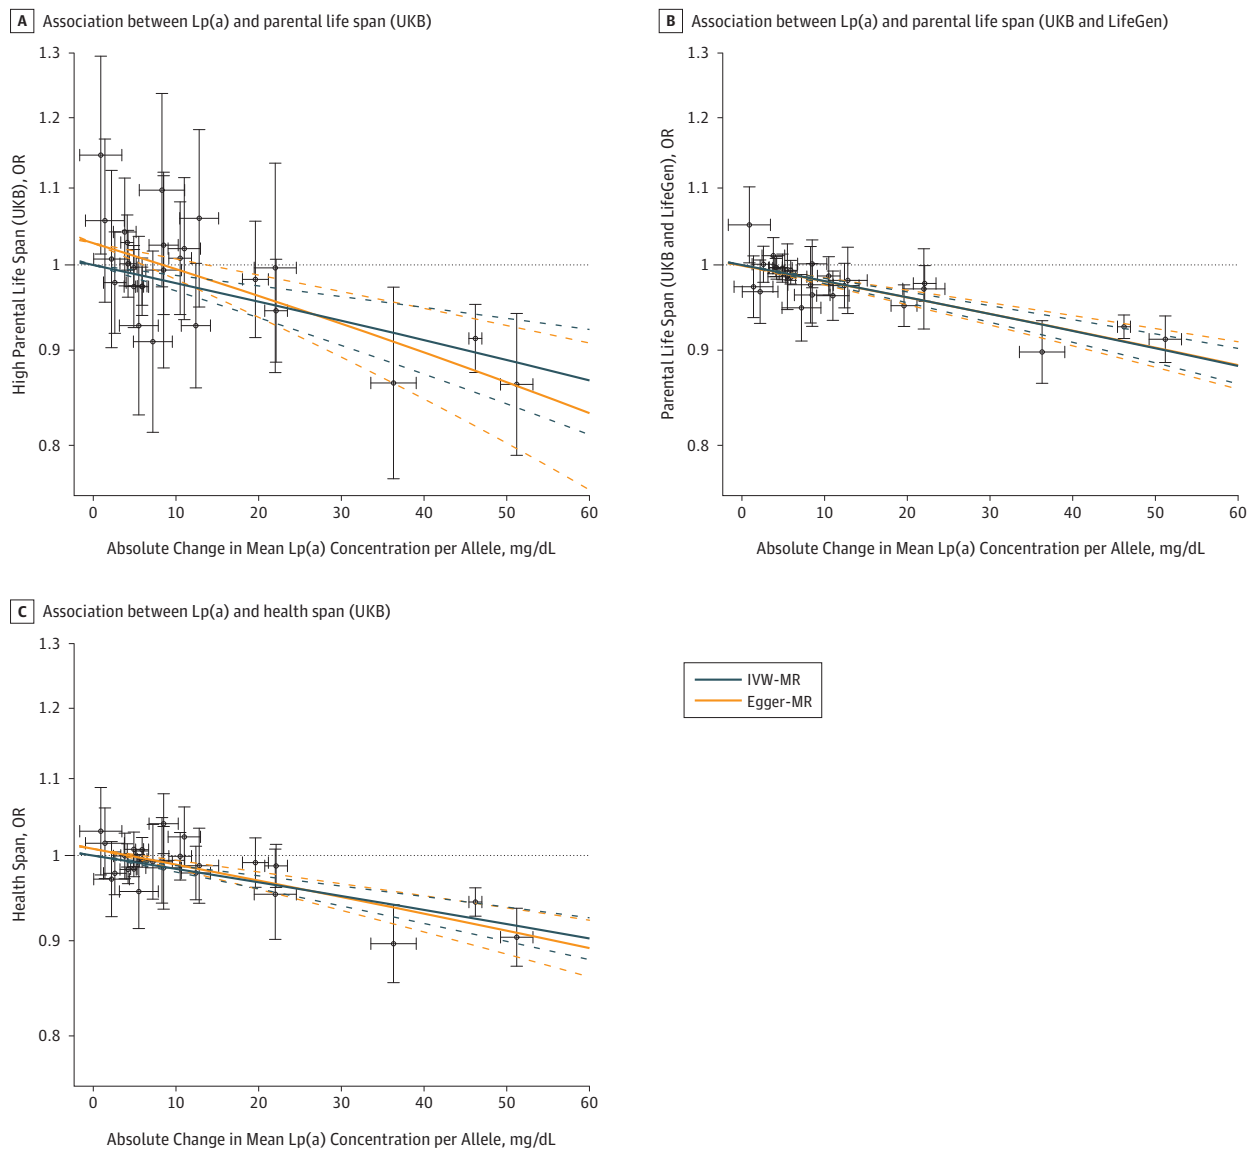 A Association between Lp(a) and parental life span (UKB)
1.3
1.2
1.1
1
0.9
0.8
High Parental Life Span (UKB), OR
0 10 20 30 40 50 60
Absolute Change in Mean Lp(a) Concentration per Allele, mg/dL
B Association between Lp(a) and parental life span (UKB and LifeGen)
1.3
1.2
1.1
1
0.9
0.8
Parental Life Span (UKB and LifeGen), OR
0 10 20 30 40 50 60
Absolute Change in Mean Lp(a) Concentration per Allele, mg/dL
C Association between Lp(a) and health span (UKB)
1.3
1.2
1.1
1
0.9
0.8
Health Span, OR
0 10 20 30 40 50 60
Absolute Change in Mean Lp(a) Concentration per Allele, mg/dL
IVW-MR
Egger-MR